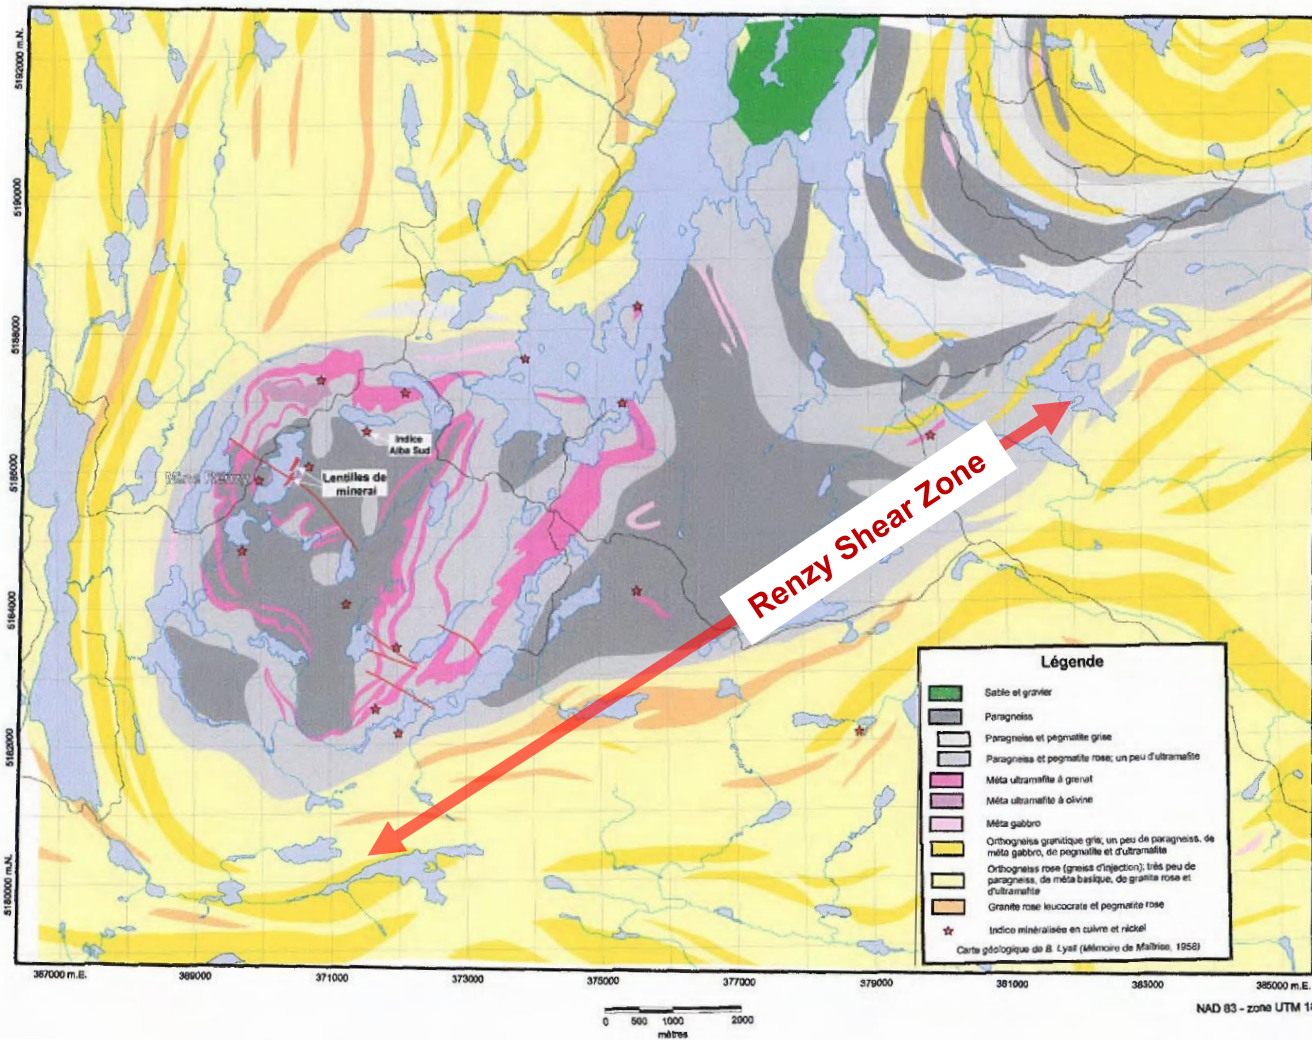 5192000 m.N.
5190000
5188000
5186000
5184000
5182000
5180000 m.N.
Indice
Alba Sud
Mine Renzy
Lentilles de
minerai
Renzy Shear Zone
Légende
Sable et gravier
Paragneiss
Paragneiss et pegmatite grise
Paragneiss et pegmatite rose; un peu d'ultramafite
Méta ultramafite à grenat
Méta ultramafite à olivine
Méta gabbro
Orthogneiss granitique gris; un peu de paragneiss, de
méta gabbro, de pegmatite et d'ultramafite
Orthogneiss rose (gneiss d'injection); très peu de
paragneiss, de méta basique, de granite rose et
d'ultramafite
Granite rose leucocrate et pegmatite rose
Indice minéralisée en cuivre et nickel
Carte géologique de B. Lyall (Mémoire de Maîtrise, 1958)
367000 m.E.
369000
371000
373000
375000
377000
379000
381000
383000
385000 m.E.
0 500 1000 2000
mètres
NAD 83 - zone UTM 18